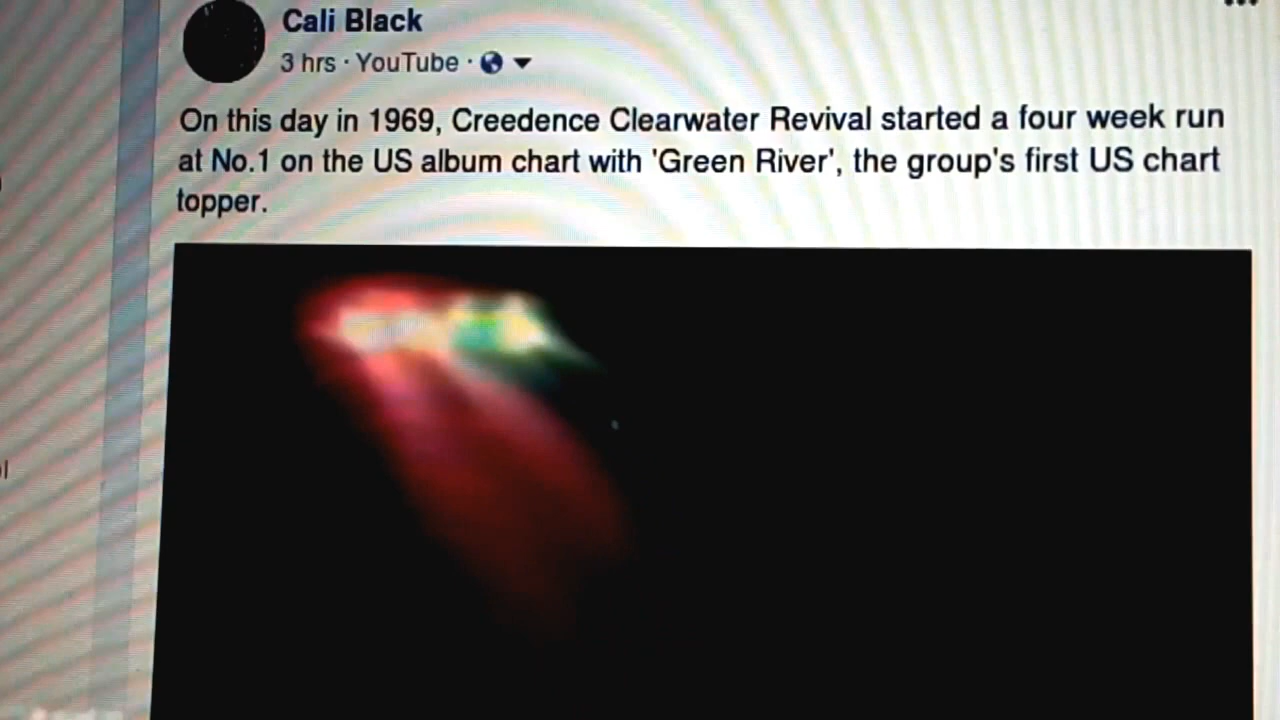 Cali Black
3 hrs · YouTube ·
On this day in 1969, Creedence Clearwater Revival started a four week run
at No.1 on the US album chart with 'Green River', the group's first US chart
topper.